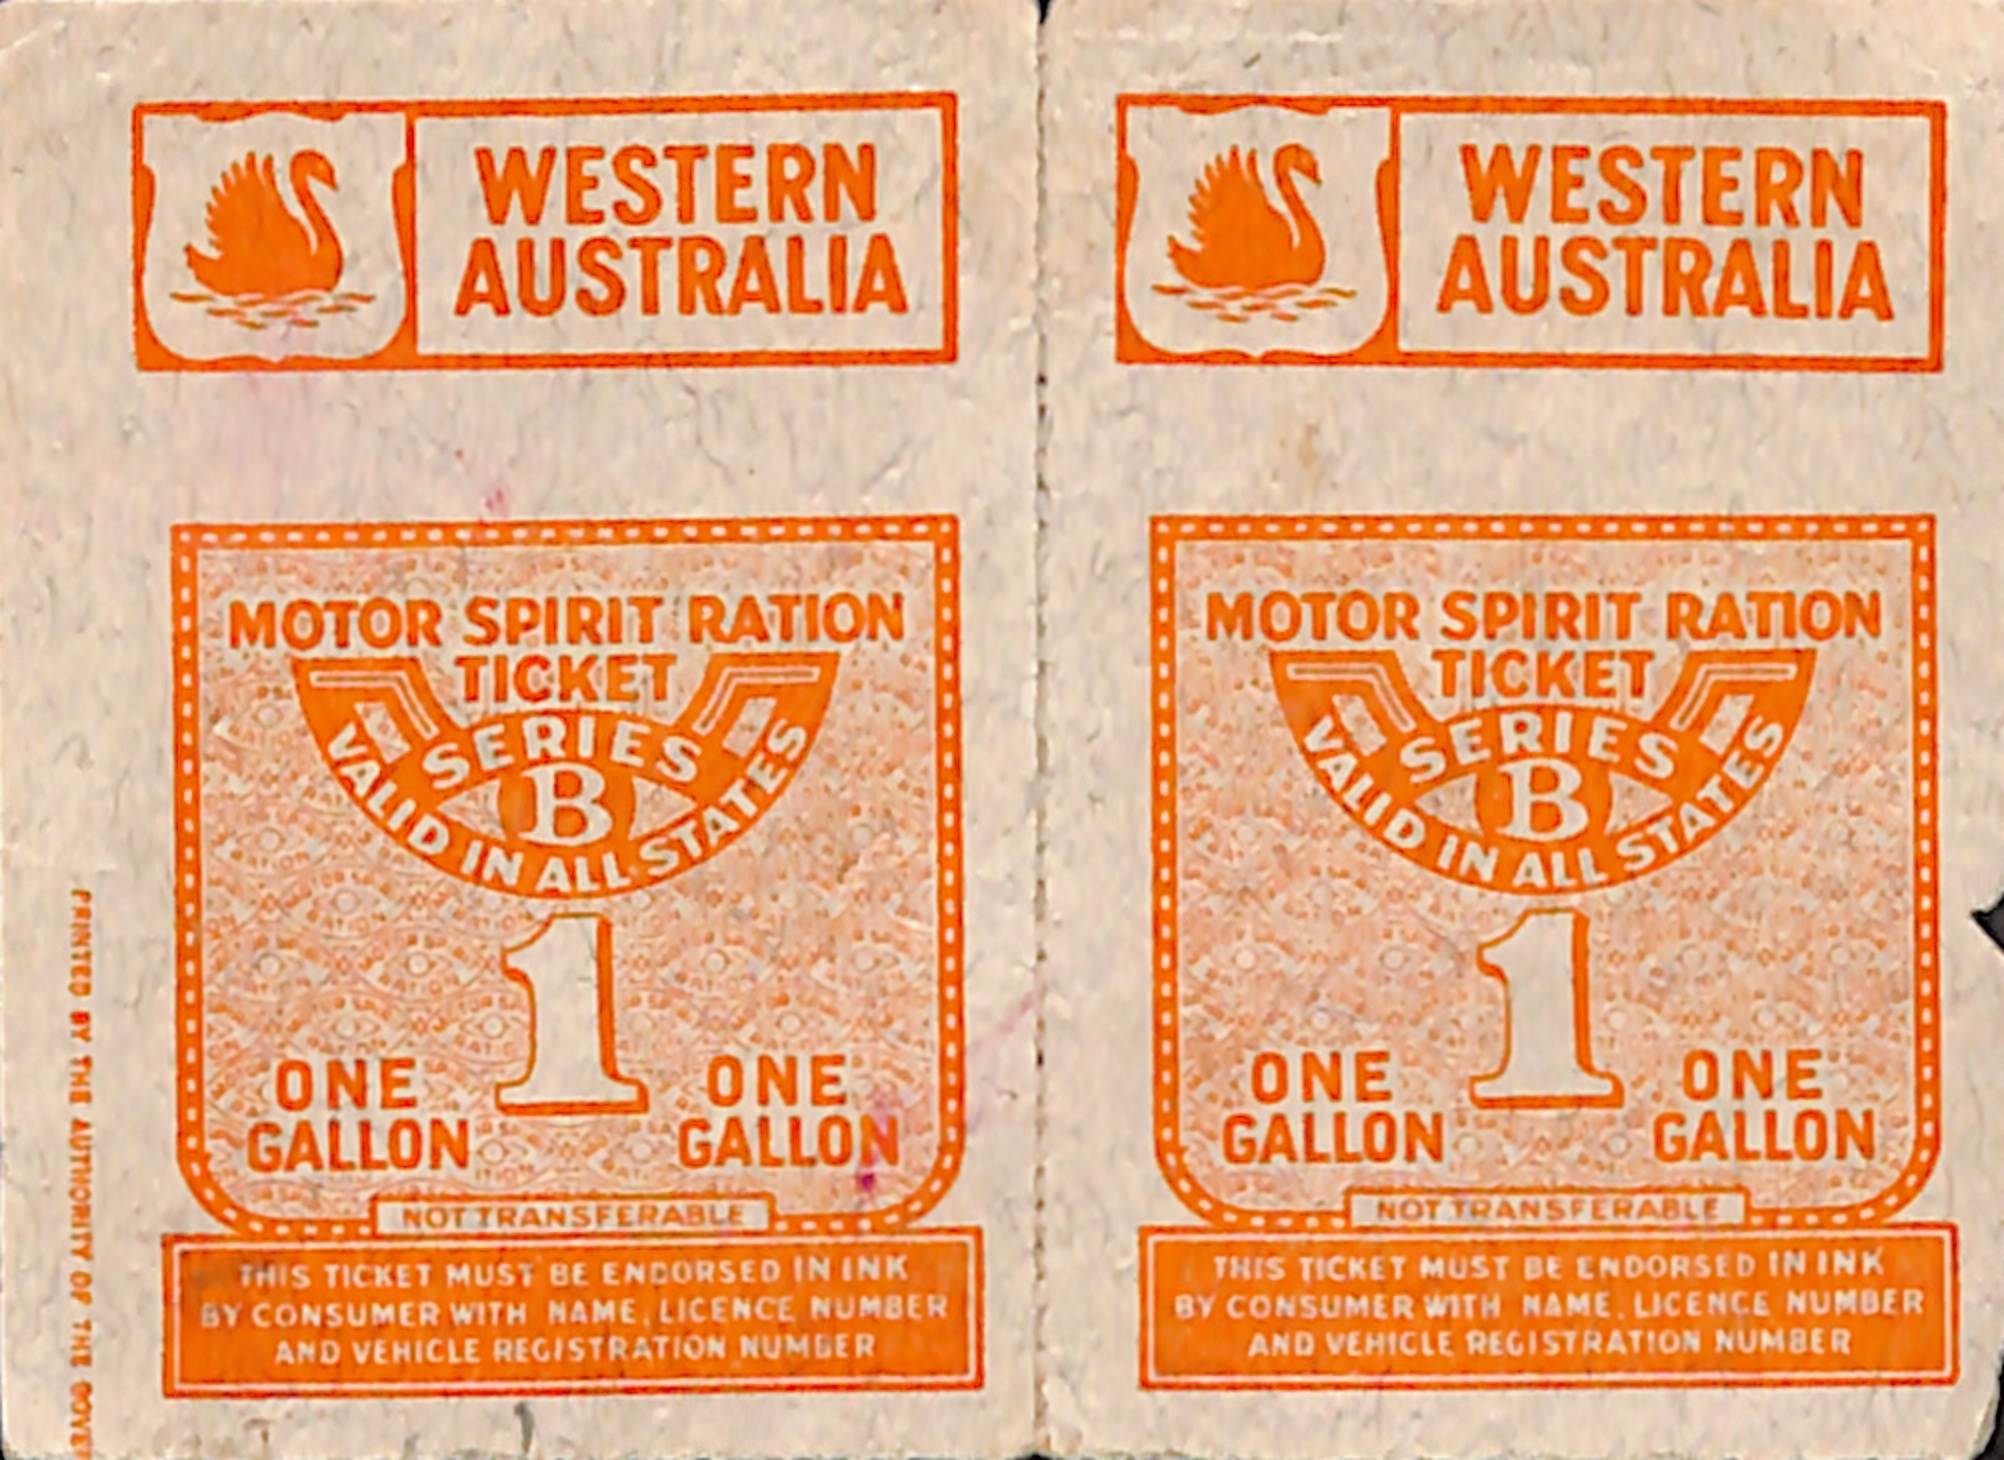 WESTERN
AUSTRALIA
MOTOR SPIRIT RATION
TICKET
SERIES
B
VALID IN ALL STATES
1
ONE
GALLON
ONE
GALLON
NOT TRANSFERABLE
THIS TICKET MUST BE ENDORSED IN INK
BY CONSUMER WITH NAME, LICENCE NUMBER
AND VEHICLE REGISTRATION NUMBER
PRINTED BY THE AUTHORITY OF THE
WESTERN
AUSTRALIA
MOTOR SPIRIT RATION
TICKET
SERIES
B
VALID IN ALL STATES
1
ONE
GALLON
ONE
GALLON
NOT TRANSFERABLE
THIS TICKET MUST BE ENDORSED IN INK
BY CONSUMER WITH NAME, LICENCE NUMBER
AND VEHICLE REGISTRATION NUMBER